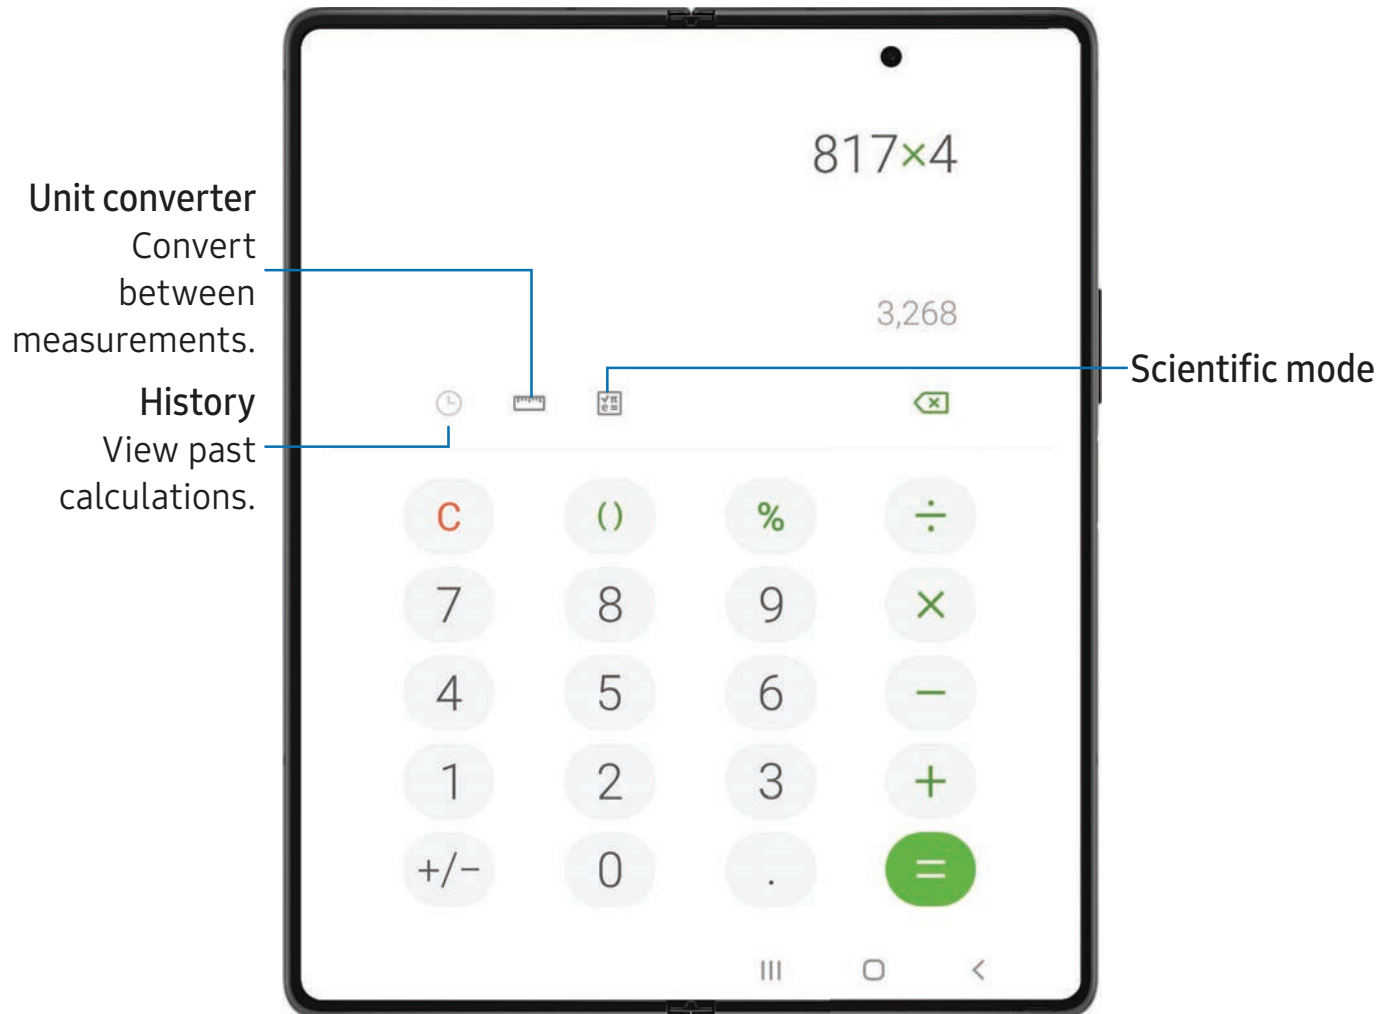 817×4
Unit converter
Convert
between
measurements.
3,268
Scientific mode
History
View past
calculations.
√ π
e =
C ( ) % ÷
7 8 9 ×
4 5 6 −
1 2 3 +
+/− 0 . =